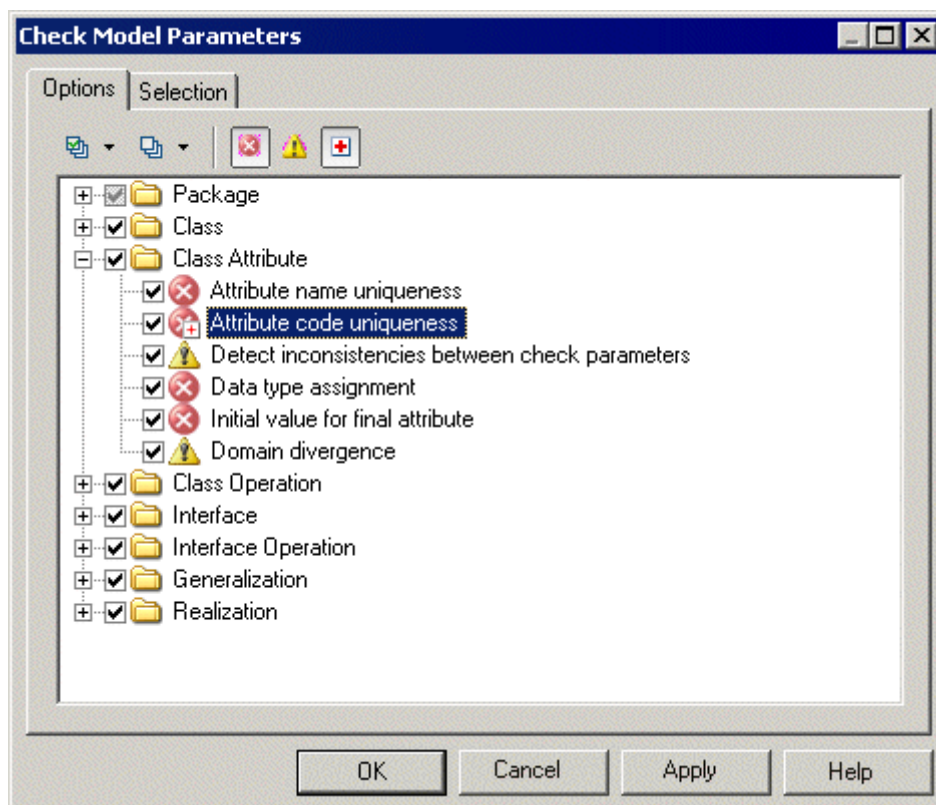 Check Model Parameters
Options
Selection
Package
Class
Class Attribute
Attribute name uniqueness
Attribute code uniqueness
Detect inconsistencies between check parameters
Data type assignment
Initial value for final attribute
Domain divergence
Class Operation
Interface
Interface Operation
Generalization
Realization
OK
Cancel
Apply
Help